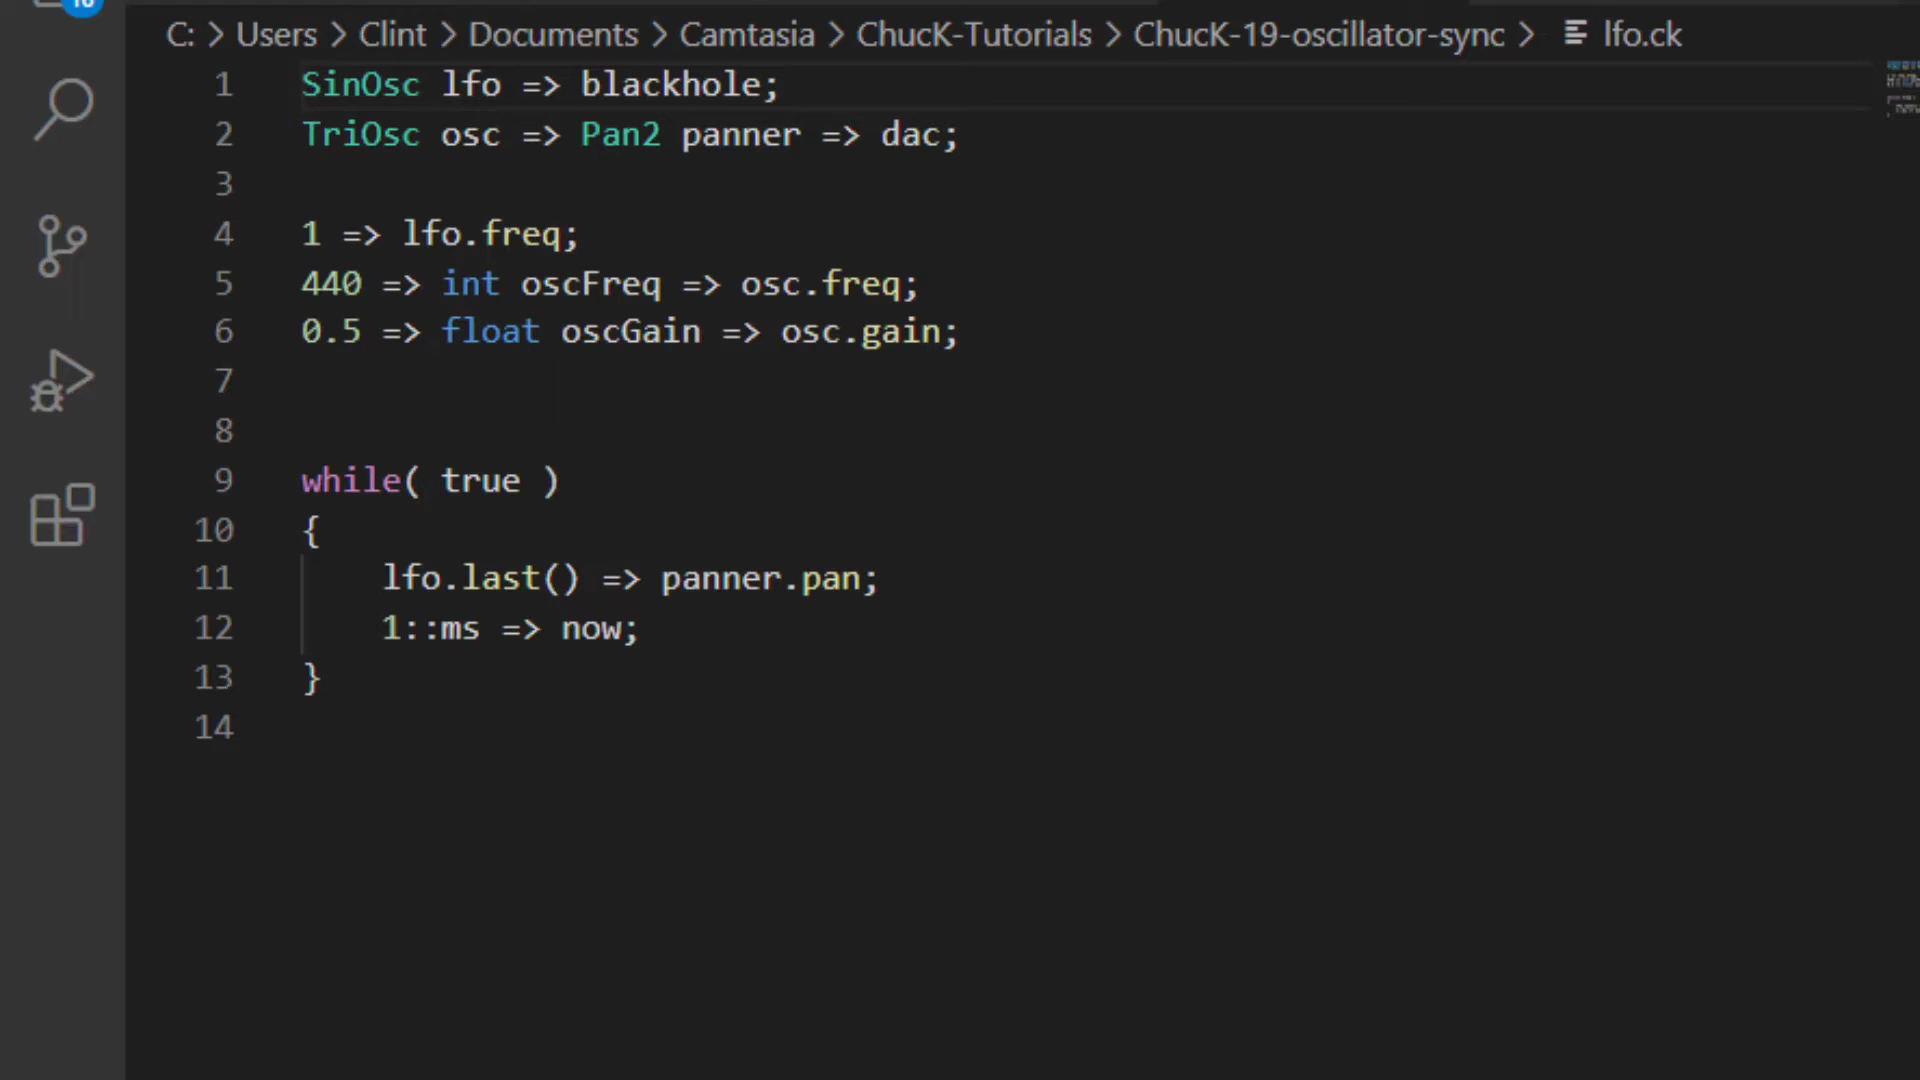 16
C: > Users > Clint > Documents > Camtasia > ChucK-Tutorials > ChucK-19-oscillator-sync > lfo.ck
1 SinOsc lfo => blackhole;
2 TriOsc osc => Pan2 panner => dac;
3
4 1 => lfo.freq;
5 440 => int oscFreq => osc.freq;
6 0.5 => float oscGain => osc.gain;
7
8
9 while( true )
10 {
11 lfo.last() => panner.pan;
12 1::ms => now;
13 }
14